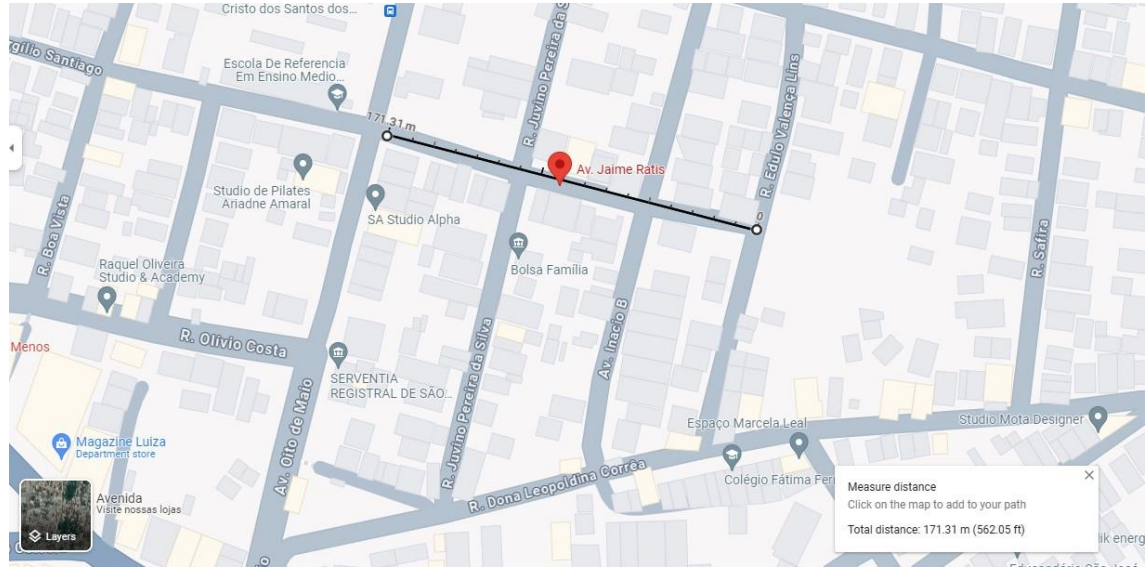 Cristo dos Santos dos...
Escola De Referencia
Em Ensino Medio...
171.31 m
R. Juvino Pereira da S
R. Edulo Valença Lins
Av. Jaime Ratis
0
Studio de Pilates
Ariadne Amaral
SA Studio Alpha
R. Boa Vista
R. Safira
Bolsa Família
Raquel Oliveira
Studio & Academy
R. Olívio Costa
Menos
Av. Inacio B
R. Juvino Pereira da Silva
SERVENTIA
REGISTRAL DE SÃO...
Av. Oito de Maio
Espaço Marcela Leal
Studio Mota Designer
Magazine Luiza
Department store
R. Dona Leopoldina Corrêa
Colégio Fátima Fer
Avenida
Visite nossas lojas
Layers
Measure distance
Click on the map to add to your path
Total distance: 171.31 m (562.05 ft)
lik energ